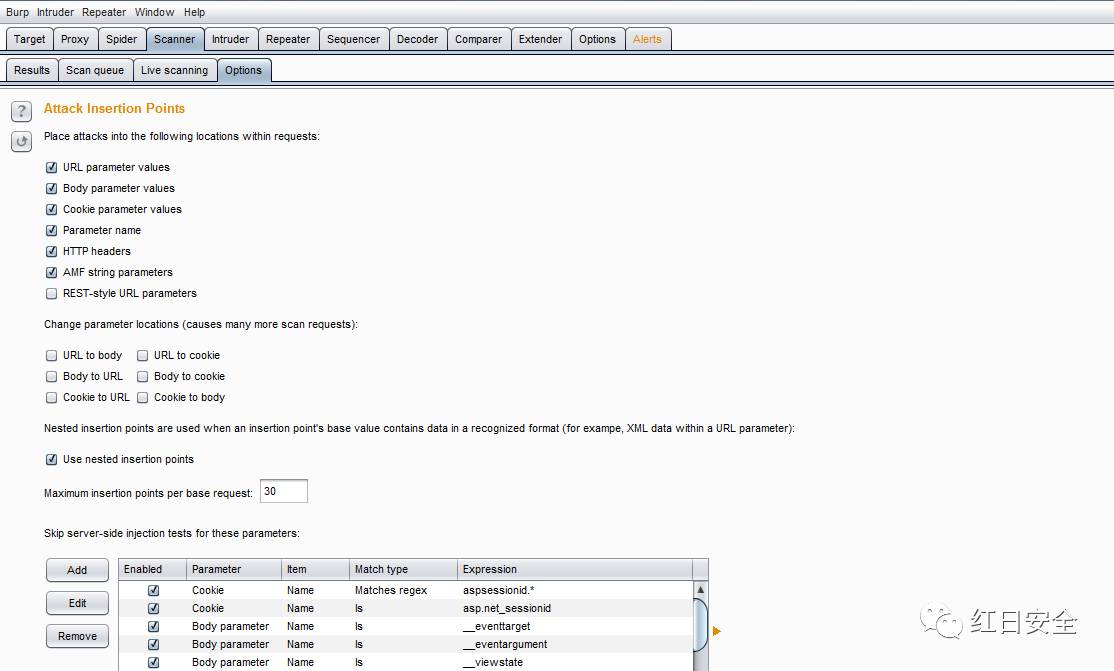 Burp Intruder Repeater Window Help
Target Proxy Spider Scanner Intruder Repeater Sequencer Decoder Comparer Extender Options Alerts
Results Scan queue Live scanning Options
? Attack Insertion Points
Place attacks into the following locations within requests:
URL parameter values
Body parameter values
Cookie parameter values
Parameter name
HTTP headers
AMF string parameters
REST-style URL parameters
Change parameter locations (causes many more scan requests):
URL to body URL to cookie
Body to URL Body to cookie
Cookie to URL Cookie to body
Nested insertion points are used when an insertion point's base value contains data in a recognized format (for exampe, XML data within a URL parameter):
Use nested insertion points
Maximum insertion points per base request: 30
Skip server-side injection tests for these parameters:
Add Enabled Parameter Item Match type Expression
Cookie Name Matches regex aspsessionid.*
Edit Cookie Name Is asp.net_sessionid
Body parameter Name Is __eventtarget
Remove Body parameter Name Is __eventargument
Body parameter Name Is __viewstate
红日安全